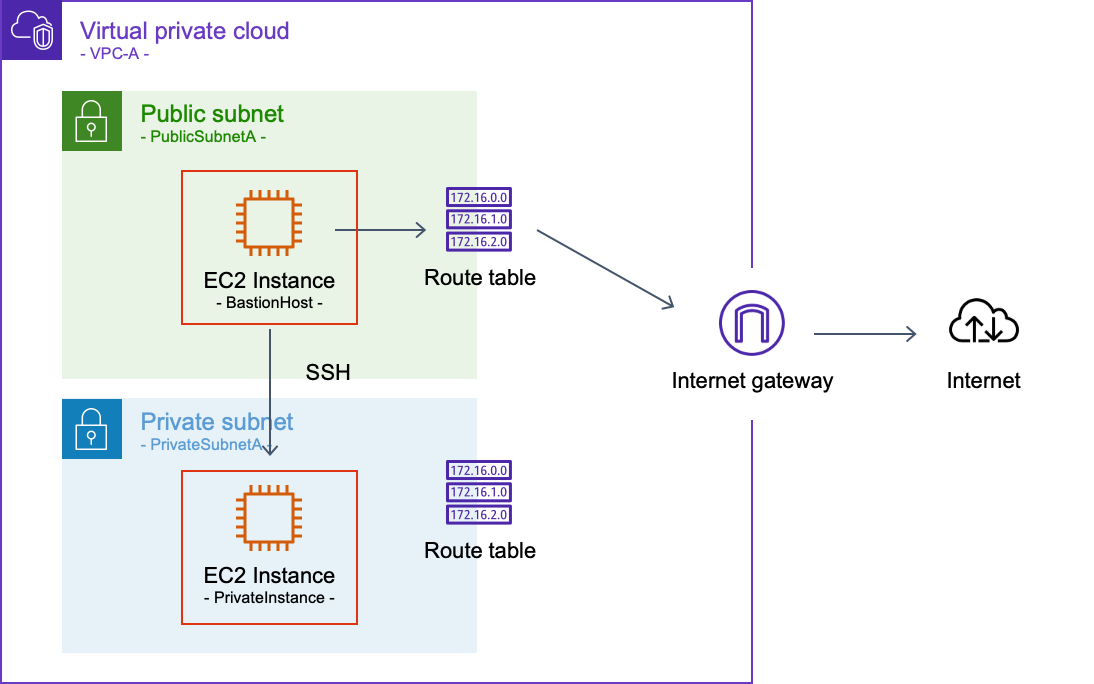 Virtual private cloud
- VPC-A -
Public subnet
- PublicSubnetA -
EC2 Instance
- BastionHost -
172.16.0.0
172.16.1.0
172.16.2.0
Route table
Internet gateway
Internet
SSH
Private subnet
- PrivateSubnetA -
EC2 Instance
- PrivateInstance -
172.16.0.0
172.16.1.0
172.16.2.0
Route table